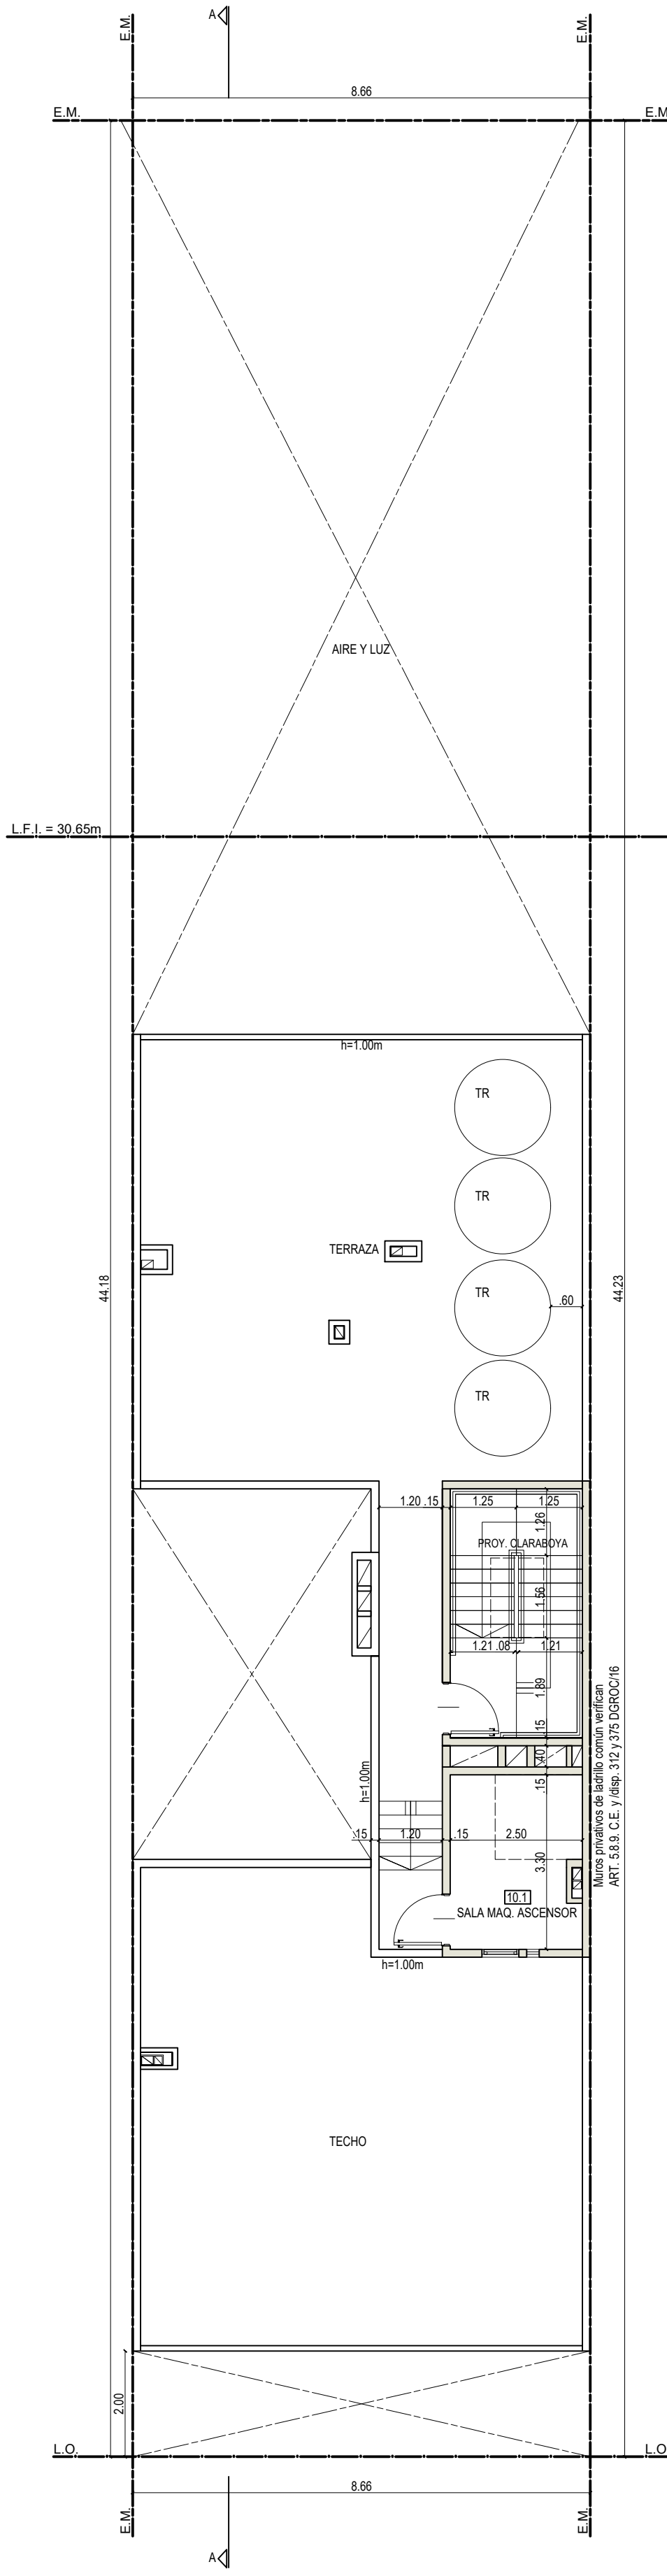 A
E.M.
E.M.
8.66
E.M.
E.M
AIRE Y LUZ
L.F.I. = 30.65m
h=1.00m
TR
TR
TERRAZA
44.18
44.23
TR
.60
TR
1.20 .15
1.25
1.25
1.26
PROY. CLARABOYA
1.56
1.21 .08
1.21
1.89
.15
.40
.15
Muros privativos de ladrillo común verifican
ART. 5.8.9. C.E. y /disp. 312 y 375 DGROC/16
h=1.00m
.15
1.20
.15
2.50
3.30
10.1
SALA MAQ. ASCENSOR
h=1.00m
TECHO
2.00
L.O.
L.O
8.66
E.M.
E.M.
A